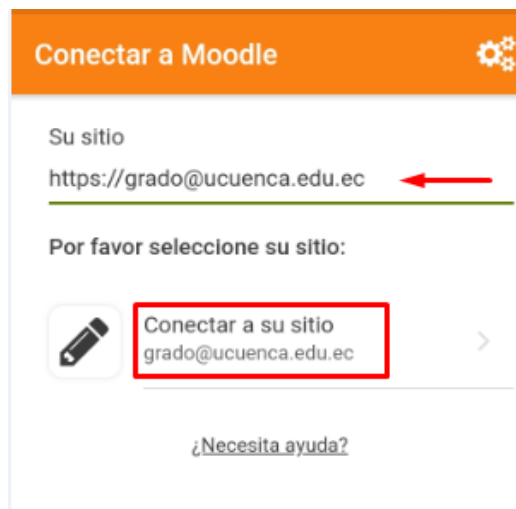 Conectar a Moodle
Su sitio
https://grado@ucuenca.edu.ec
Por favor seleccione su sitio:
Conectar a su sitio
grado@ucuenca.edu.ec
¿Necesita ayuda?